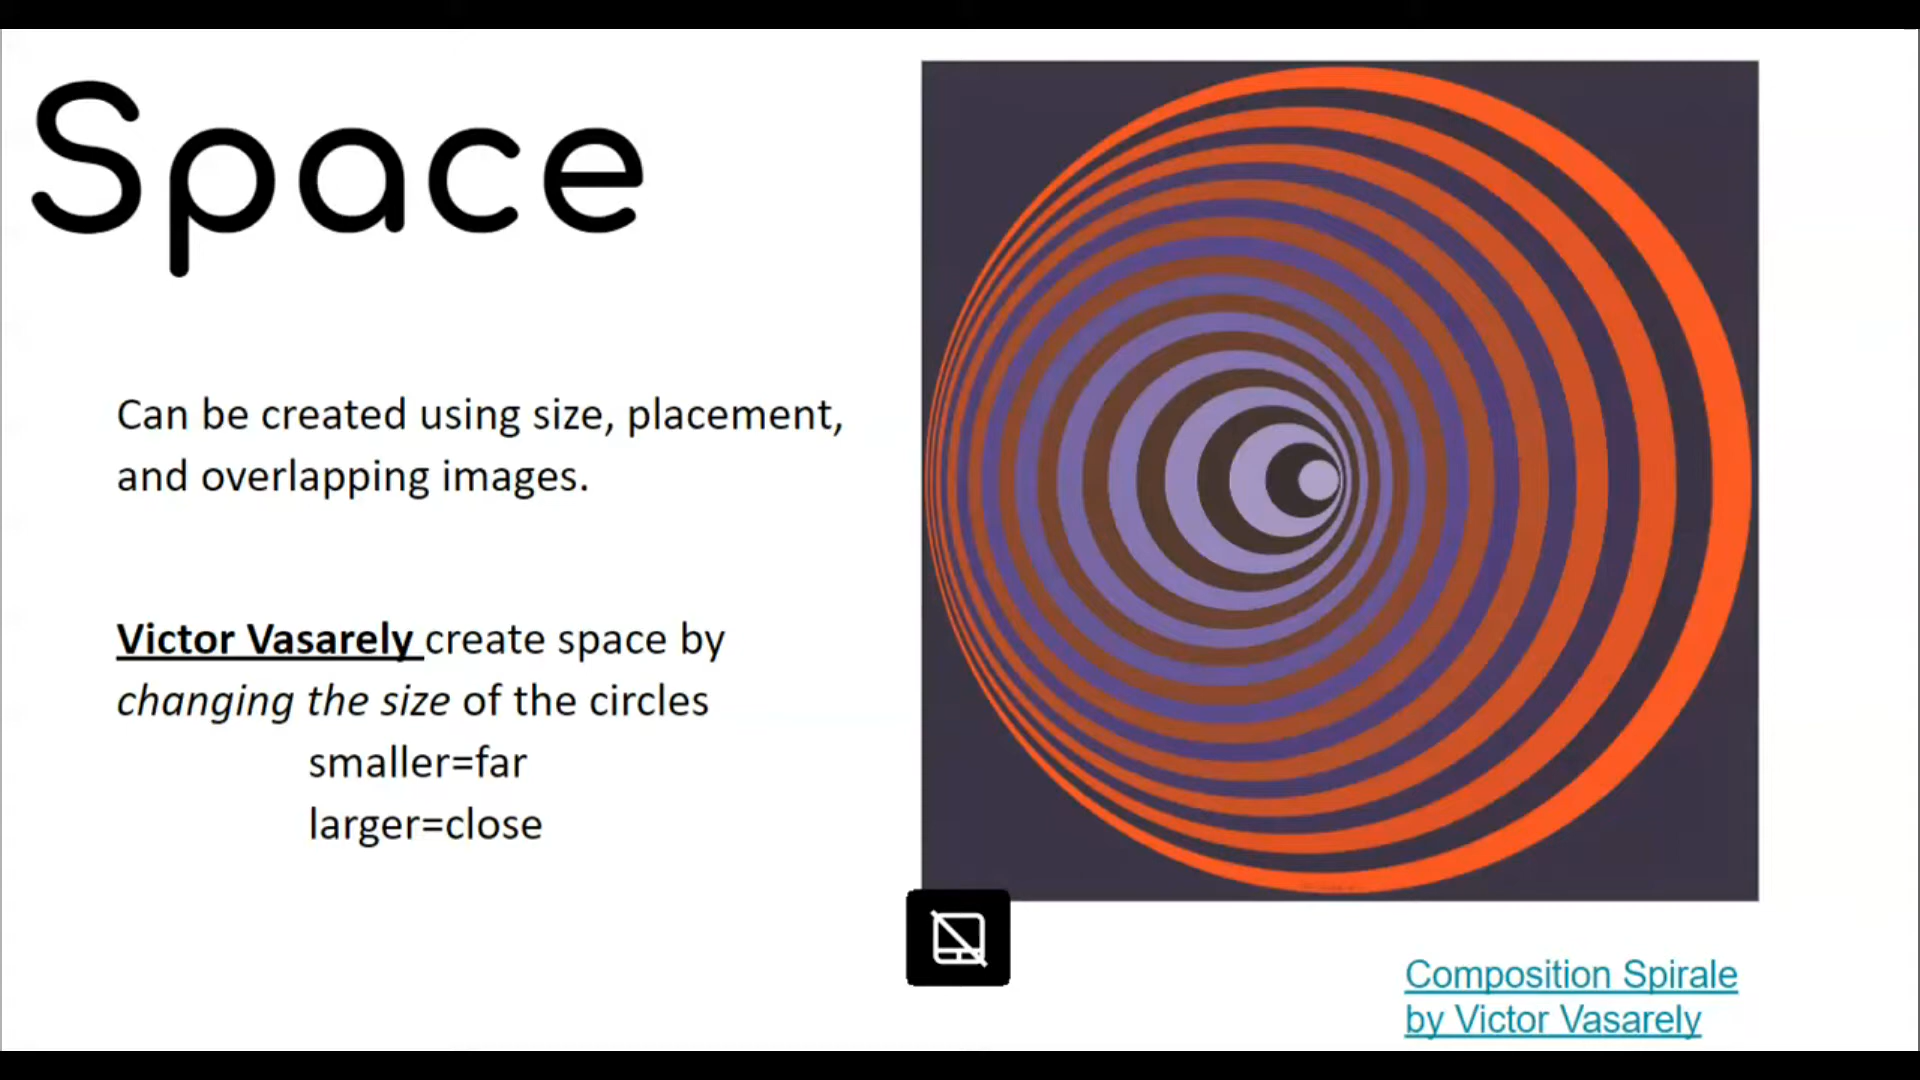 Space
Can be created using size, placement,
and overlapping images.
Victor Vasarely create space by
changing the size of the circles
smaller=far
larger=close
Composition Spirale
by Victor Vasarely